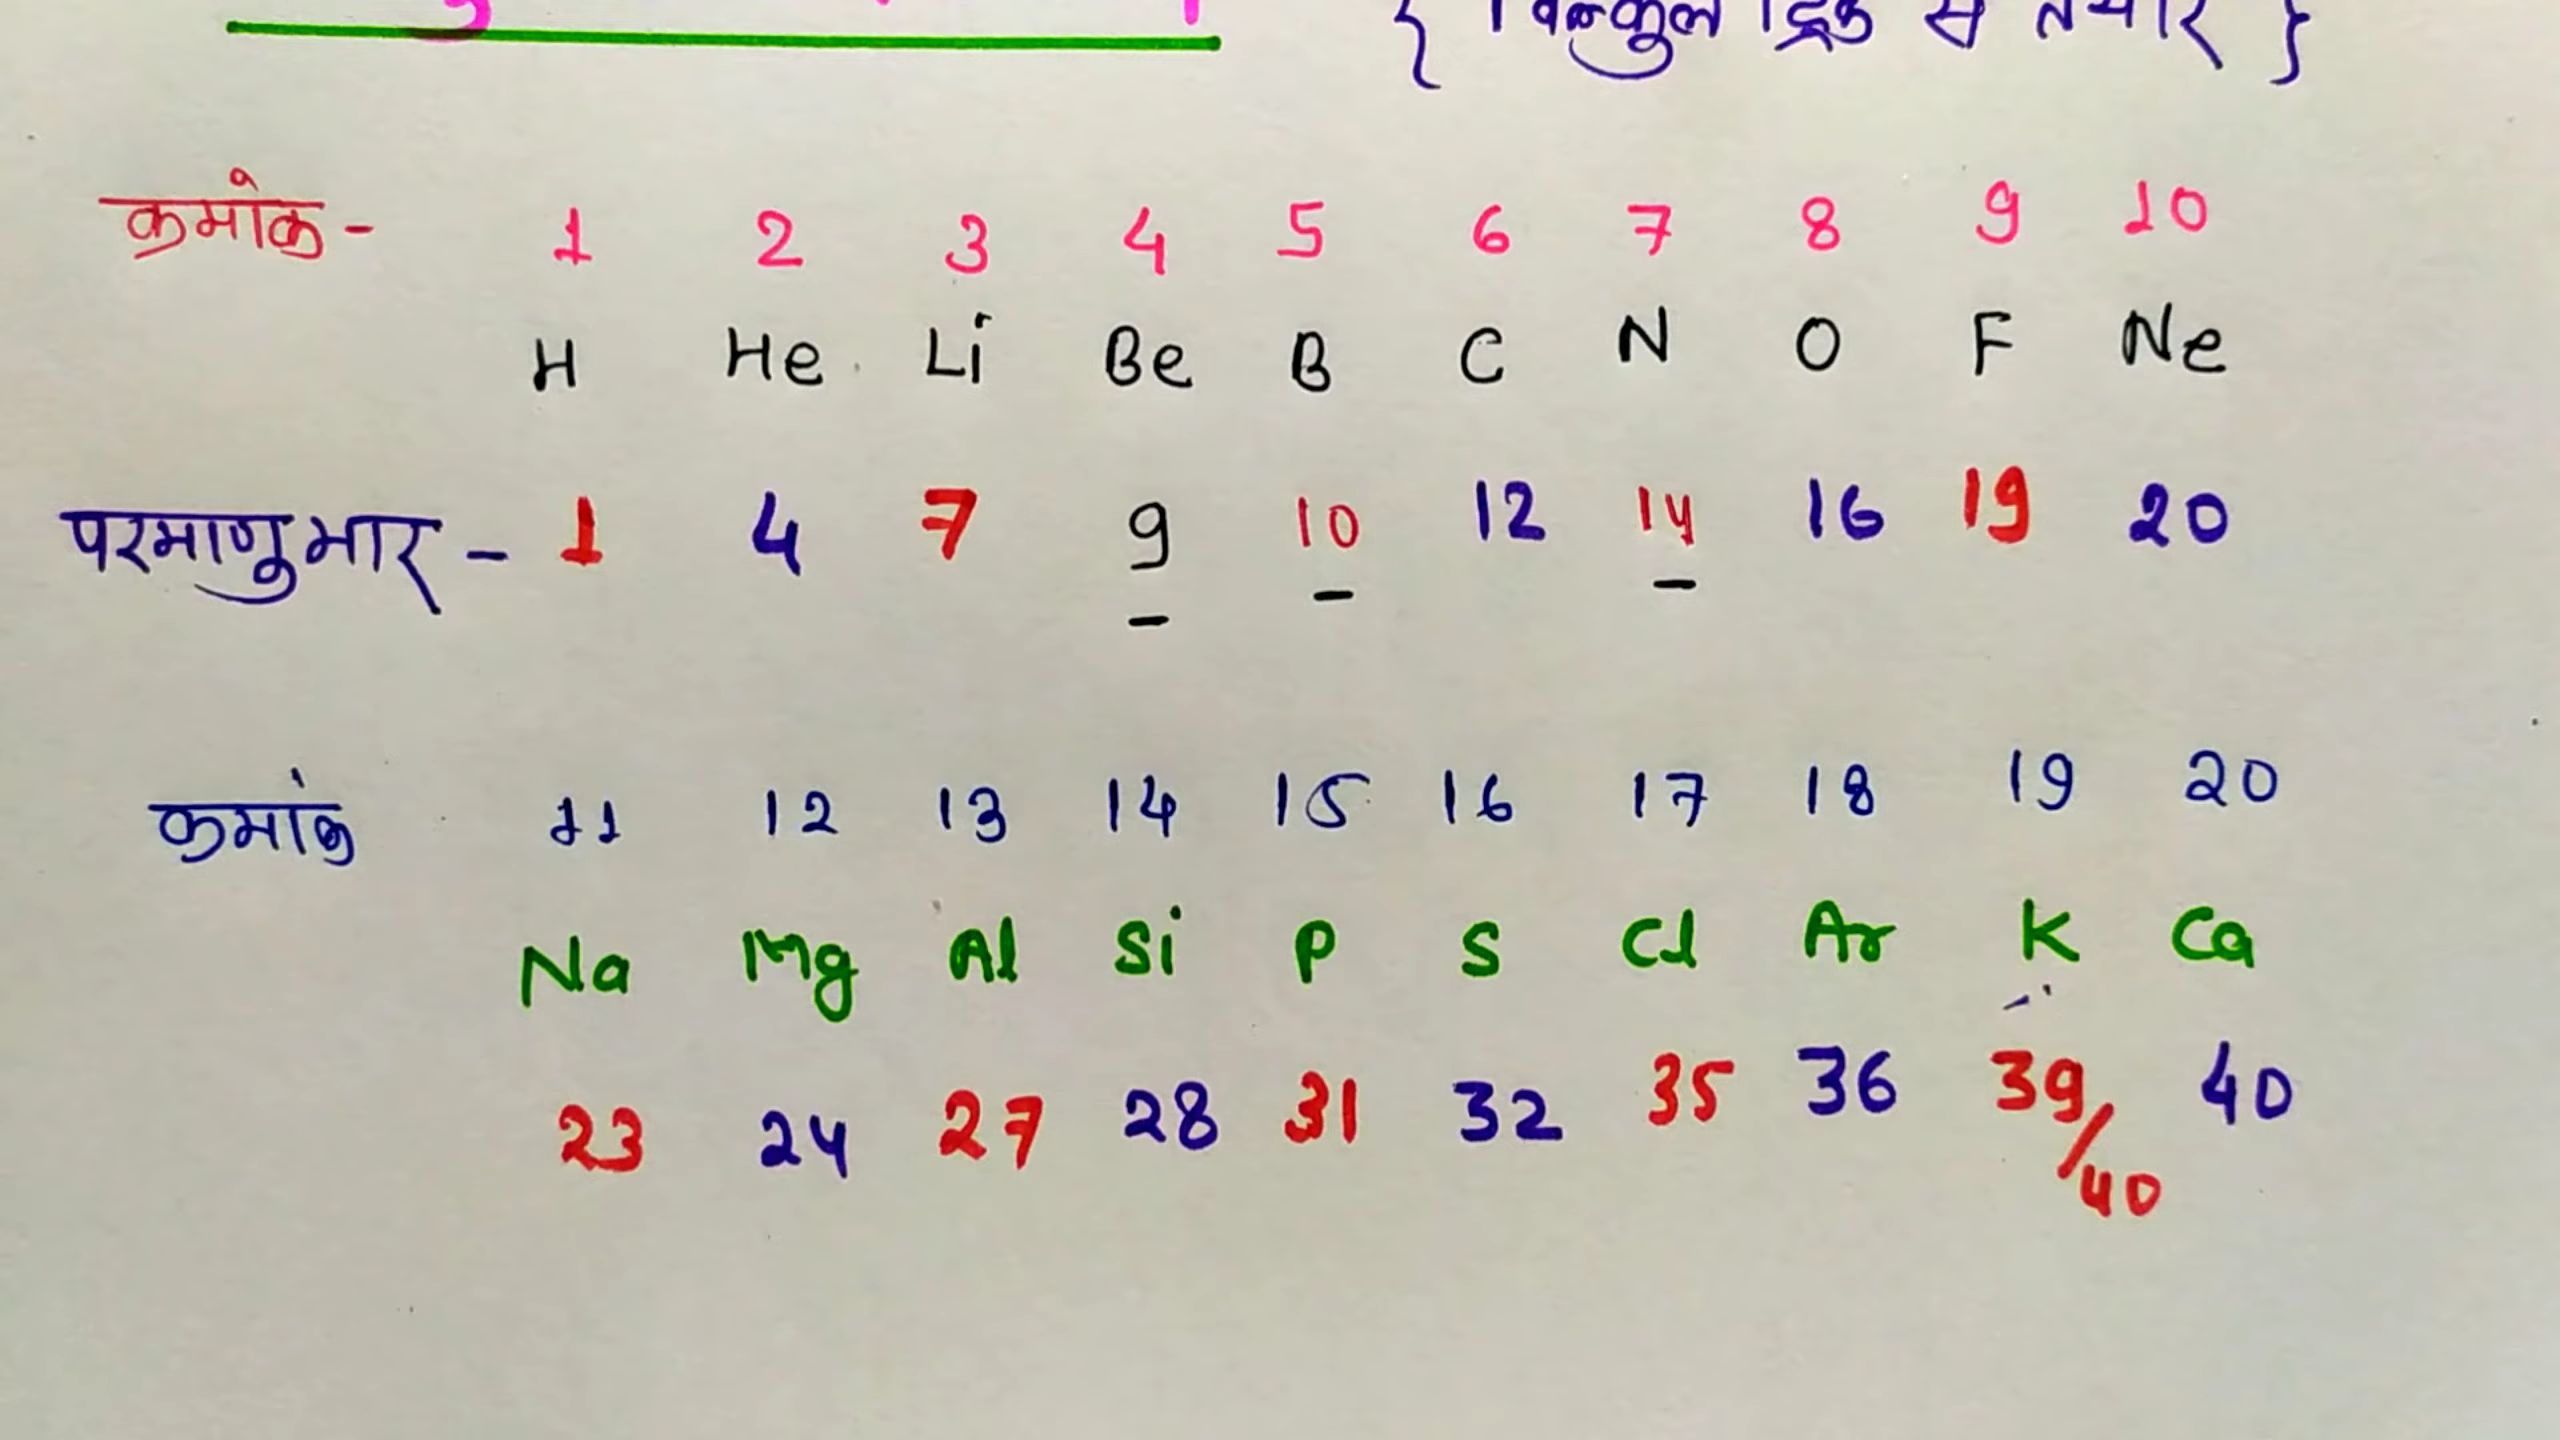 { बिल्कुल ट्रिक से तैयार }
क्रमांक - 1 2 3 4 5 6 7 8 9 10
H He Li Be B C N O F Ne
परमाणुभार - 1 4 7 9 10 12 14 16 19 20
क्रमांक 11 12 13 14 15 16 17 18 19 20
Na Mg Al Si P S Cl Ar K Ca
23 24 27 28 31 32 35 36 39/40 40